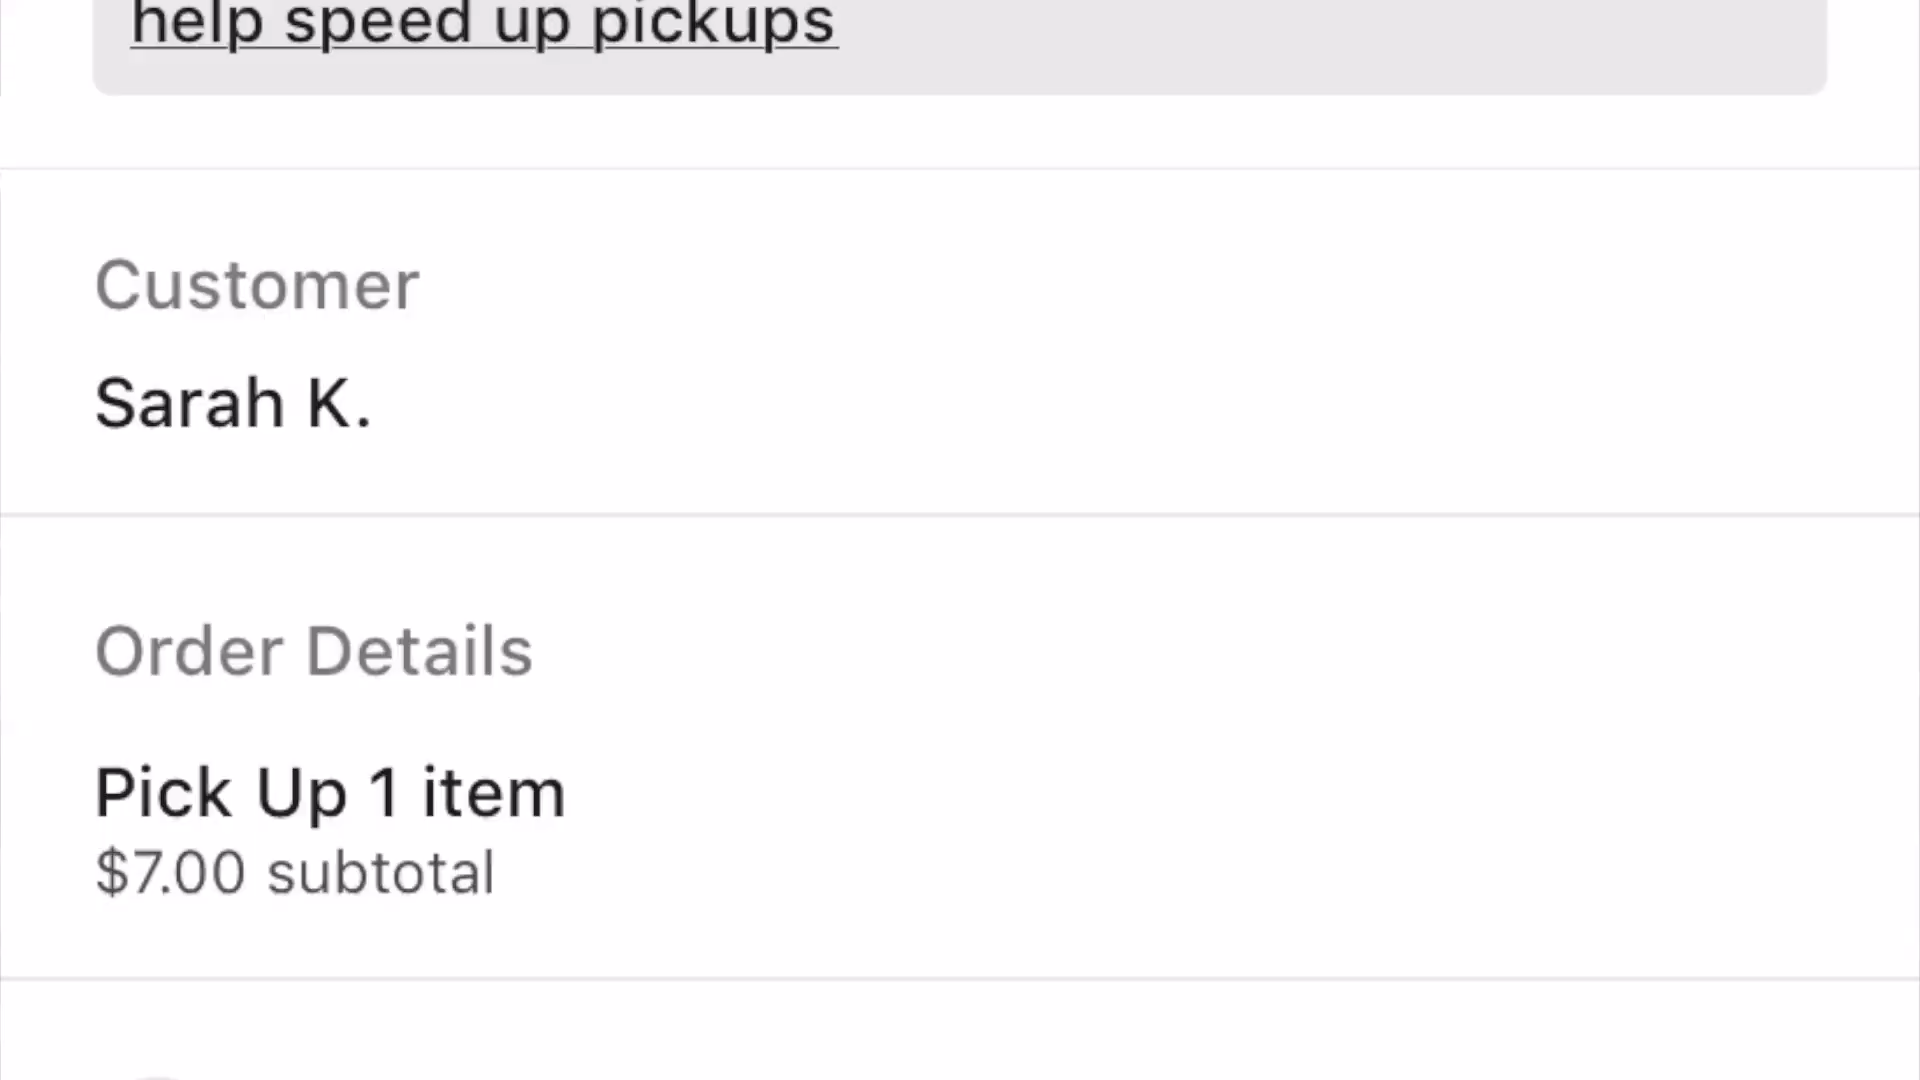 help speed up pickups
Customer
Sarah K.
Order Details
Pick Up 1 item
$7.00 subtotal